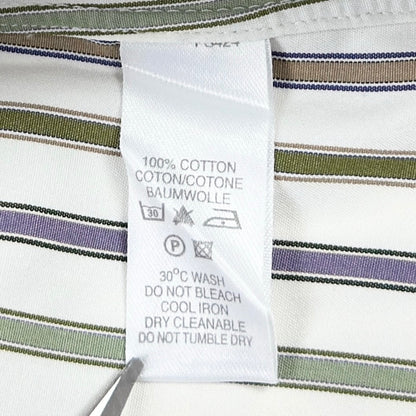 100% COTTON
COTON/COTONE
BAUMWOLLE
30
P
30°C WASH
DO NOT BLEACH
COOL IRON
DRY CLEANABLE
DO NOT TUMBLE DRY